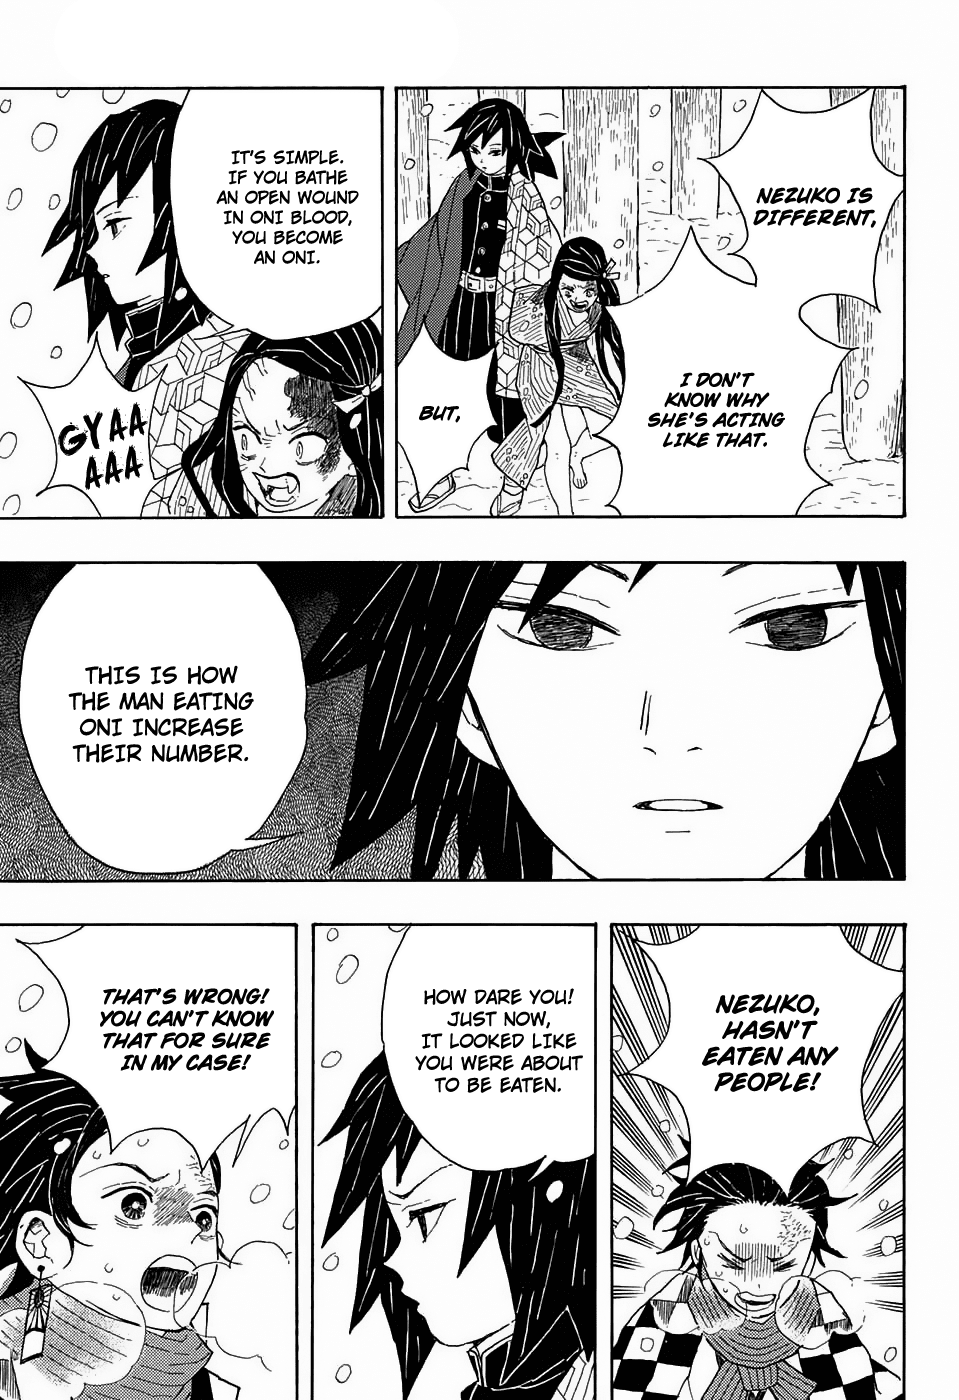 NEZUKO IS
DIFFERENT,
I DON'T
KNOW WHY
SHE'S ACTING
LIKE THAT.
BUT,
IT'S SIMPLE.
IF YOU BATHE
AN OPEN WOUND
IN ONI BLOOD,
YOU BECOME
AN ONI.
GYAA
AAA
THIS IS HOW
THE MAN EATING
ONI INCREASE
THEIR NUMBER.
NEZUKO,
HASN'T
EATEN ANY
PEOPLE!
HOW DARE YOU!
JUST NOW,
IT LOOKED LIKE
YOU WERE ABOUT
TO BE EATEN.
THAT'S WRONG!
YOU CAN'T KNOW
THAT FOR SURE
IN MY CASE!